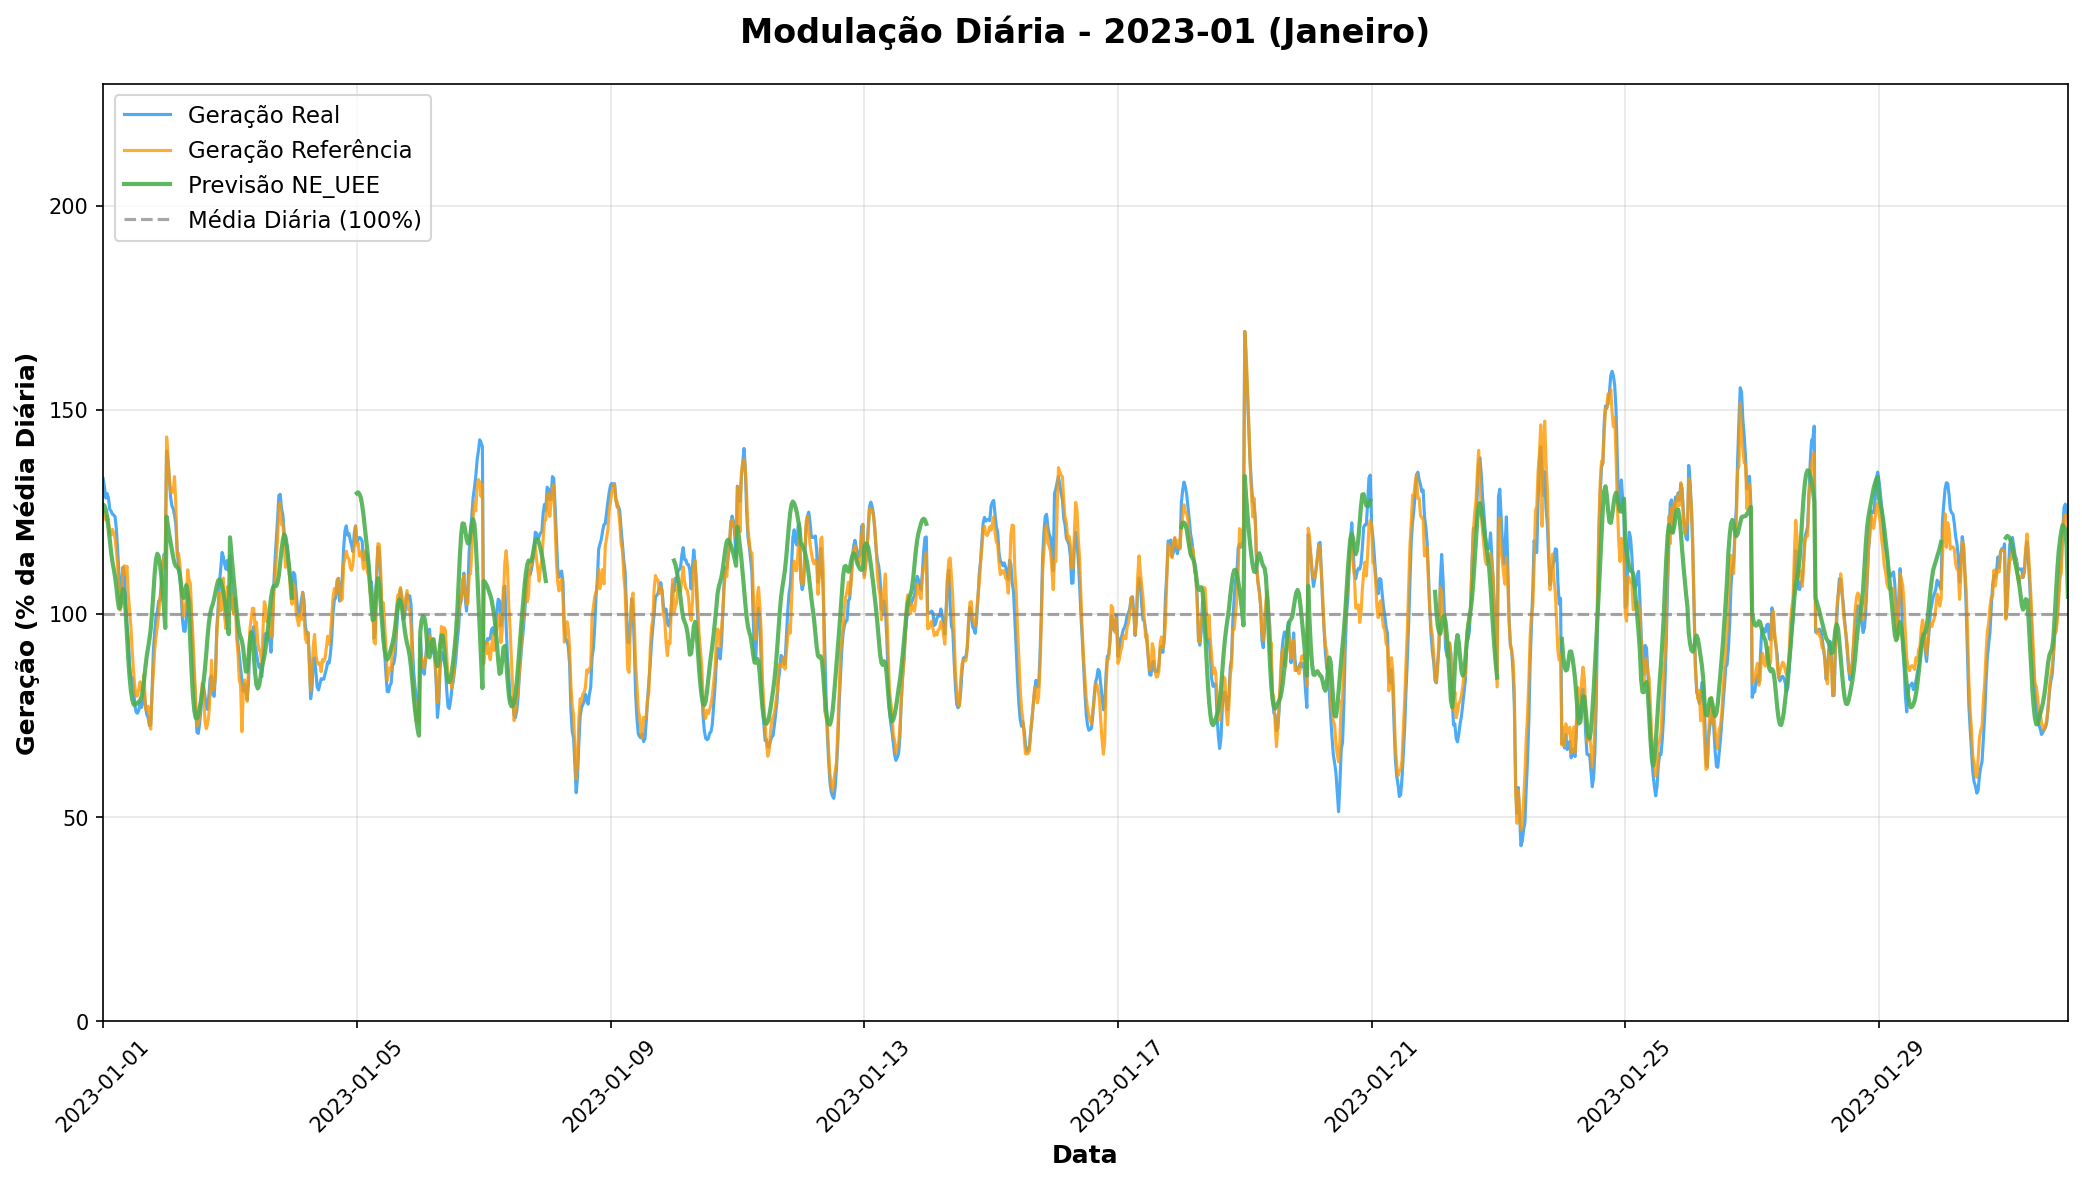 Modulação Diária - 2023-01 (Janeiro)
Geração Real
Geração Referência
Previsão NE_UEE
Média Diária (100%)
Geração (% da Média Diária)
200
150
100
50
0
2023-01-01
2023-01-05
2023-01-09
2023-01-13
2023-01-17
2023-01-21
2023-01-25
2023-01-29
Data